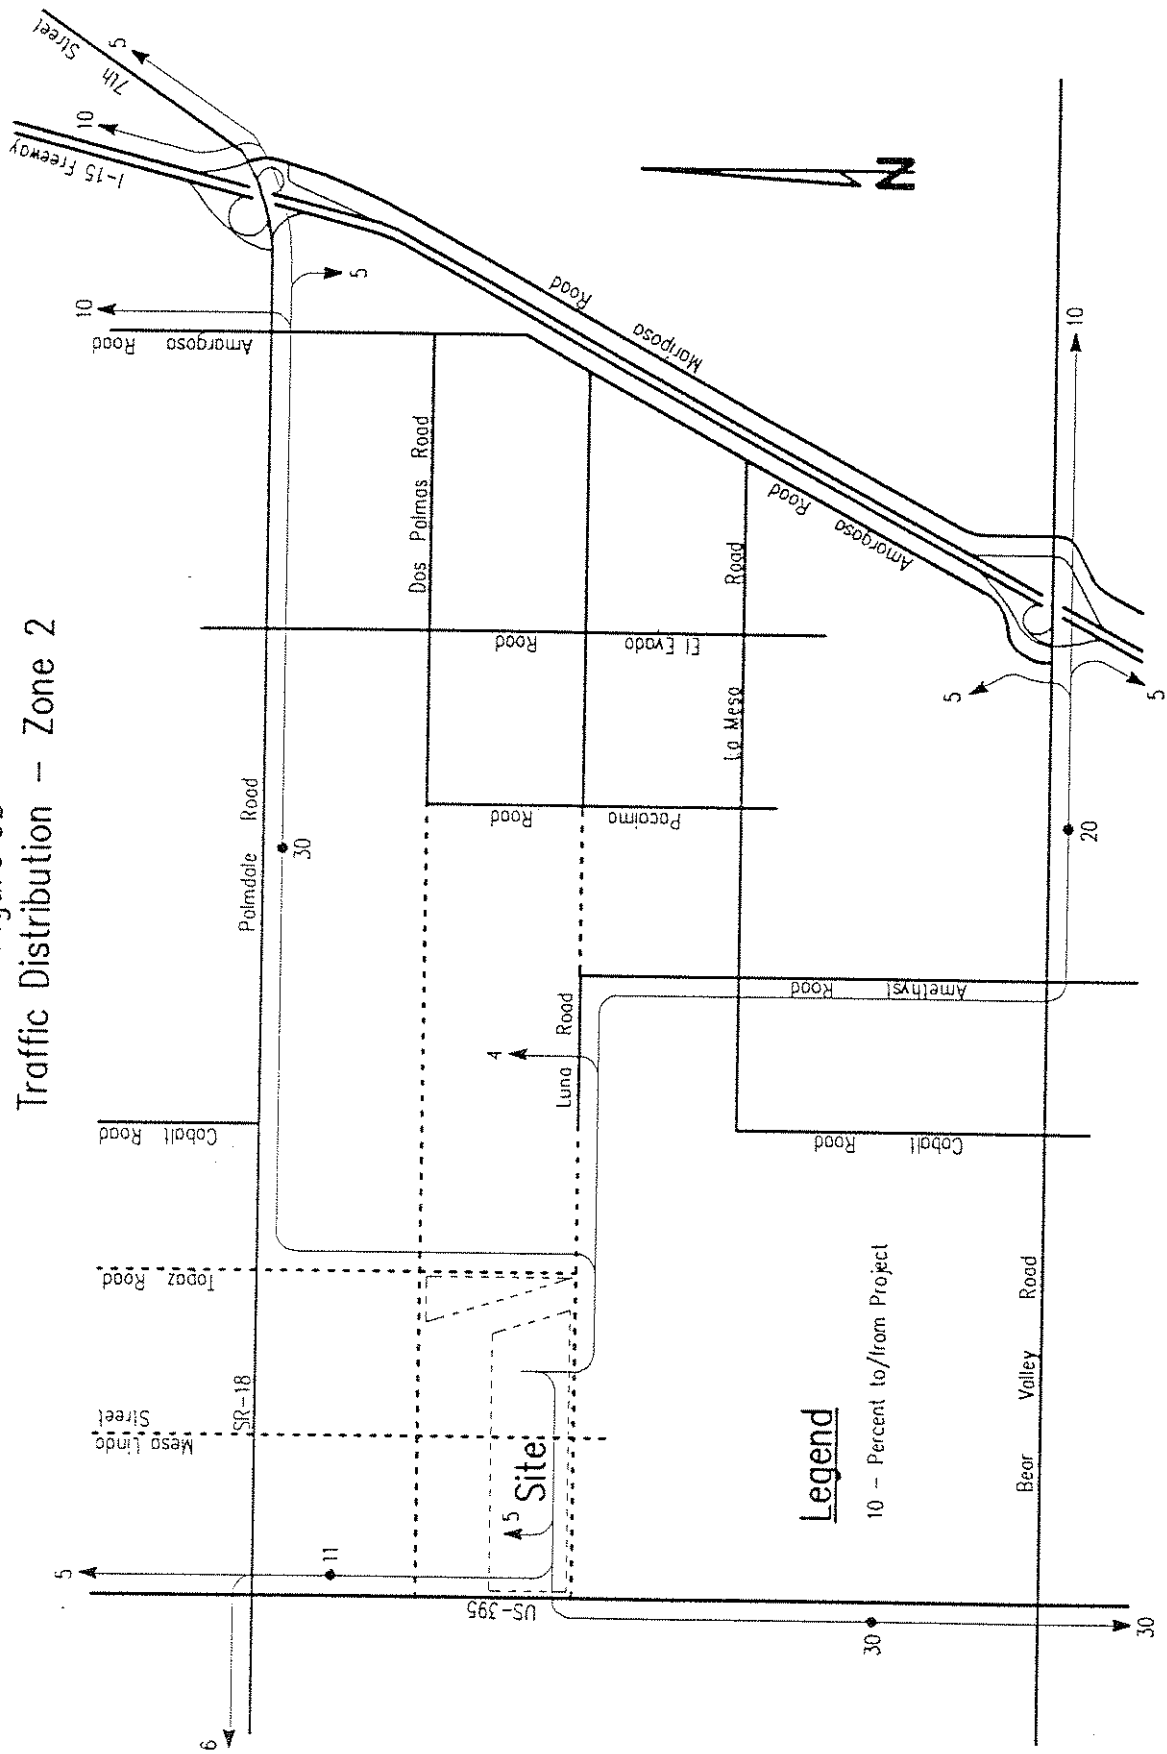 Traffic Distribution – Zone 2
7th
Street
5
10
I-15 Freeway
5
10
Amargosa
Road
Mariposa
Road
Palmdale Road
30
Dos Palmas Road
El Evado
Road
La Mesa
Road
Amargosa
Road
N
10
5
5
20
Pacoima
Road
Amethyst
Road
Luna Road
4
Cobalt
Road
Cobalt
Road
Topaz
Road
SR-18
Mesa Linda
Street
Site
5
5
11
6
US-395
30
30
Bear Valley Road
Legend
10 – Percent to/from Project